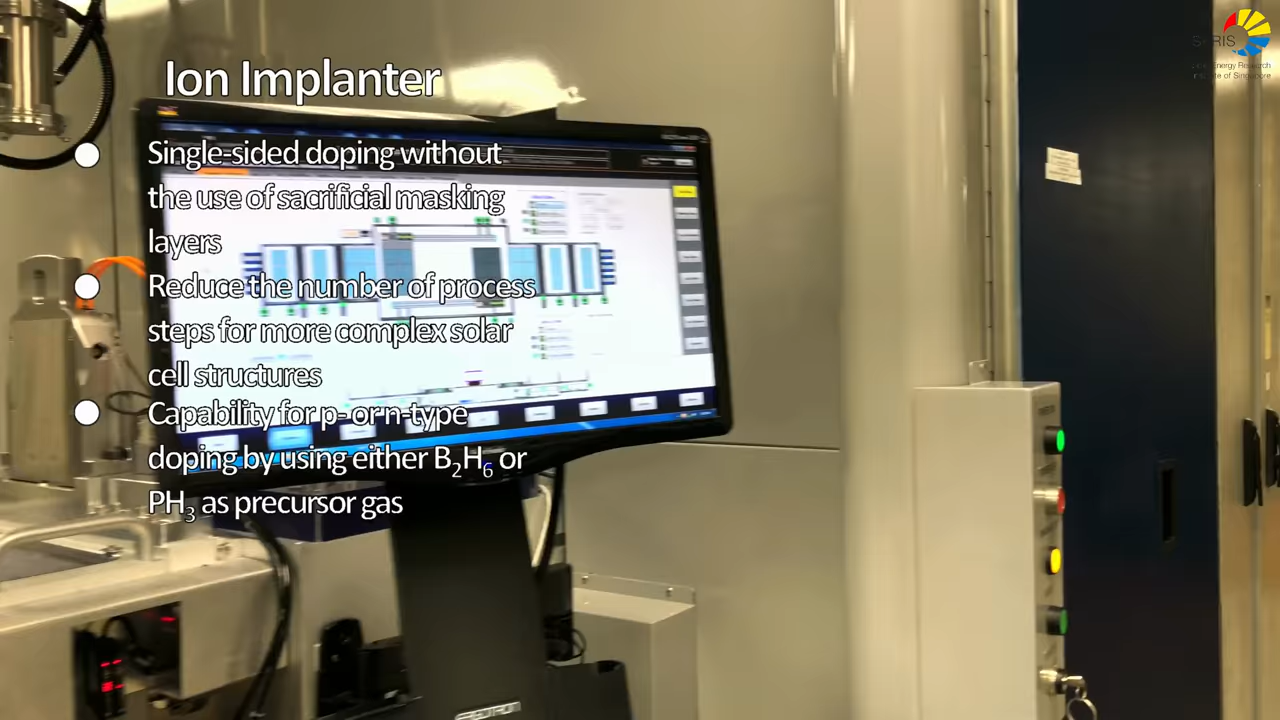 SERIS
Solar Energy Research
Institute of Singapore
Ion Implanter
Single-sided doping without
the use of sacrificial masking
layers
Reduce the number of process
steps for more complex solar
cell structures
Capability for p- or n-type
doping by using either B₂H₆ or
PH₃ as precursor gas